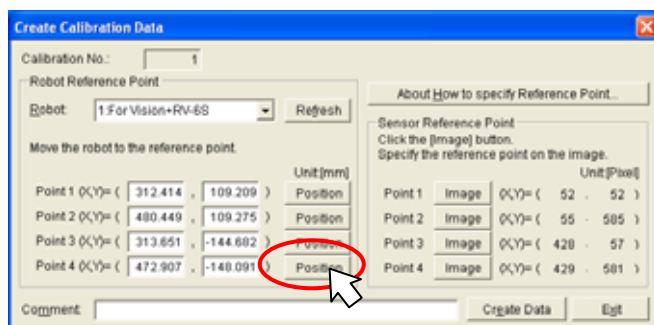 Create Calibration Data
Calibration No.: 1
Robot Reference Point
Robot: 1:For Vision+RV-6S Refresh
Move the robot to the reference point.
Unit:[mm]
Point 1 (X,Y)= ( 312.414 , 109.209 ) Position
Point 2 (X,Y)= ( 480.449 , 109.275 ) Position
Point 3 (X,Y)= ( 313.651 , -144.682 ) Position
Point 4 (X,Y)= ( 472.907 , -148.091 ) Position
About How to specify Reference Point...
Sensor Reference Point
Click the [Image] button.
Specify the reference point on the image.
Unit:[Pixel]
Point 1 Image (X,Y)= ( 52 , 52 )
Point 2 Image (X,Y)= ( 55 , 585 )
Point 3 Image (X,Y)= ( 428 , 57 )
Point 4 Image (X,Y)= ( 429 , 581 )
Comment: Create Data Exit